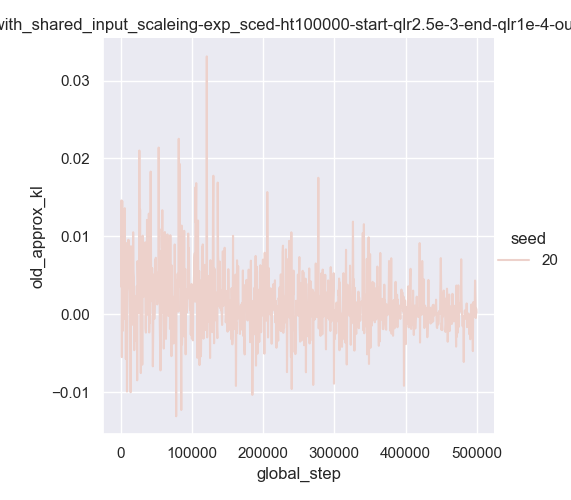 with_shared_input_scaleing-exp_sced-ht100000-start-qlr2.5e-3-end-qlr1e-4-ou
0.03
0.02
0.01
0.00
−0.01
old_approx_kl
seed
20
0 100000 200000 300000 400000 500000
global_step